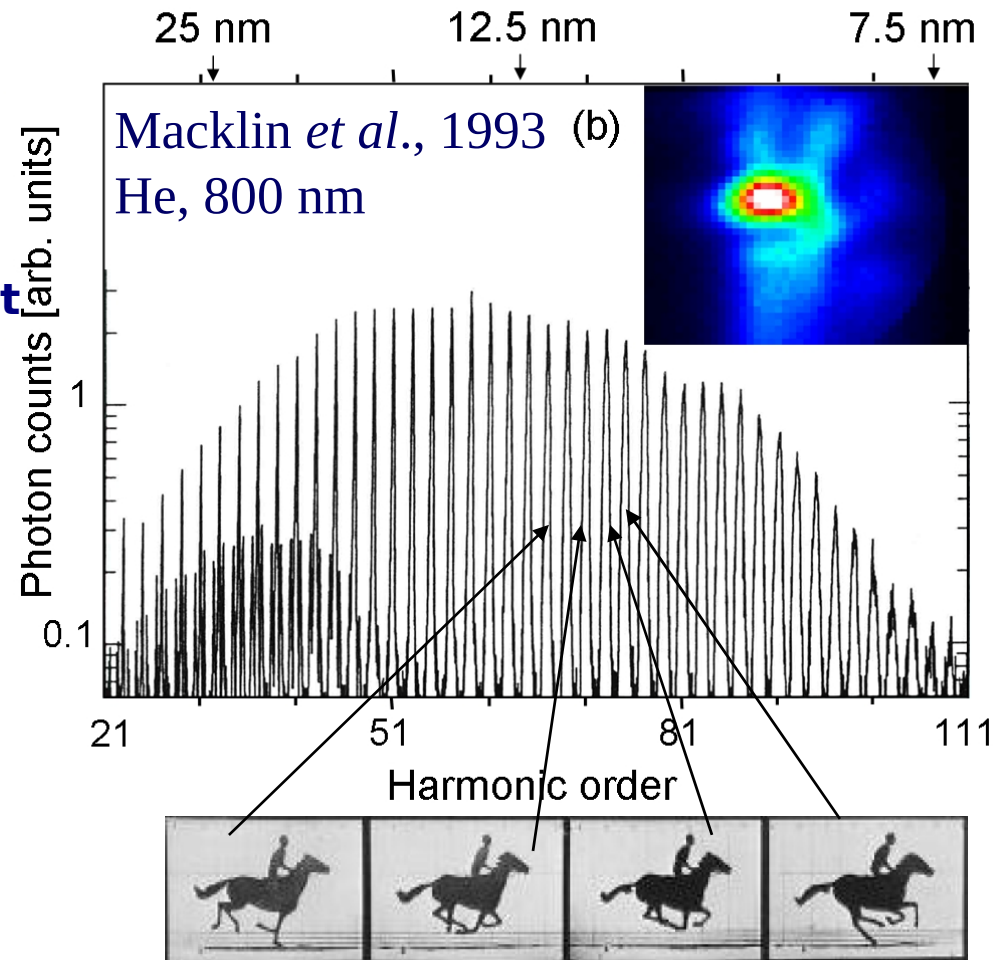 25 nm 12.5 nm 7.5 nm
Macklin et al., 1993 (b)
He, 800 nm
t
Photon counts [arb. units]
1
0.1
21 51 81 111
Harmonic order